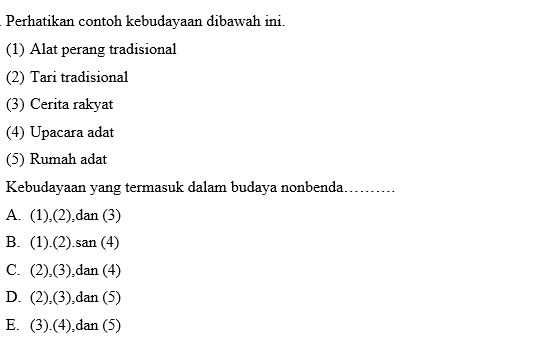 . Perhatikan contoh kebudayaan dibawah ini.
(1) Alat perang tradisional
(2) Tari tradisional
(3) Cerita rakyat
(4) Upacara adat
(5) Rumah adat
Kebudayaan yang termasuk dalam budaya nonbenda..........
A. (1),(2),dan (3)
B. (1).(2).san (4)
C. (2),(3),dan (4)
D. (2),(3),dan (5)
E. (3).(4),dan (5)